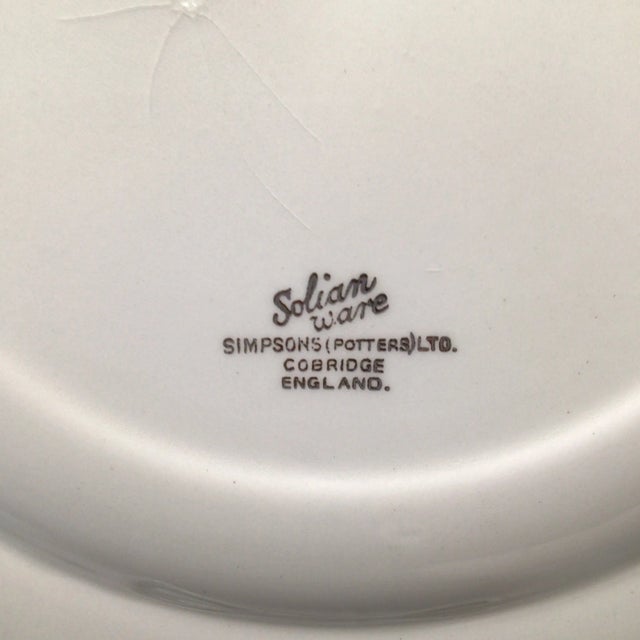 Solian
ware
SIMPSONS (POTTERS) LTD.
COBRIDGE
ENGLAND.